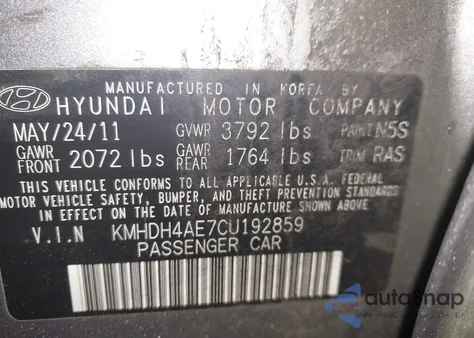 MANUFACTURED IN KOREA BY
HYUNDAI MOTOR COMPANY
MAY/24/11 GVWR 3792 lbs PAINT N5S
GAWR FRONT 2072 lbs GAWR REAR 1764 lbs TRIM RAS
THIS VEHICLE CONFORMS TO ALL APPLICABLE U.S.A. FEDERAL
MOTOR VEHICLE SAFETY, BUMPER, AND THEFT PREVENTION STANDARDS
IN EFFECT ON THE DATE OF MANUFACTURE SHOWN ABOVE
V.I.N KMHDH4AE7CU192859
PASSENGER CAR
autosnap